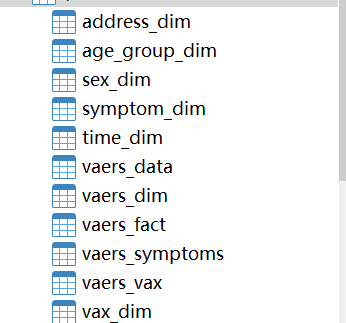 address_dim
age_group_dim
sex_dim
symptom_dim
time_dim
vaers_data
vaers_dim
vaers_fact
vaers_symptoms
vaers_vax
vax_dim